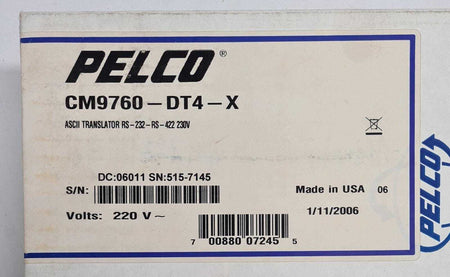 PELCO®
CM9760-DT4-X
ASCII TRANSLATOR RS-232-RS-422 230V
DC:06011 SN:515-7145
S/N:
Made in USA 06
Volts: 220 V~
1/11/2006
7 00880 07245 5
PELCO